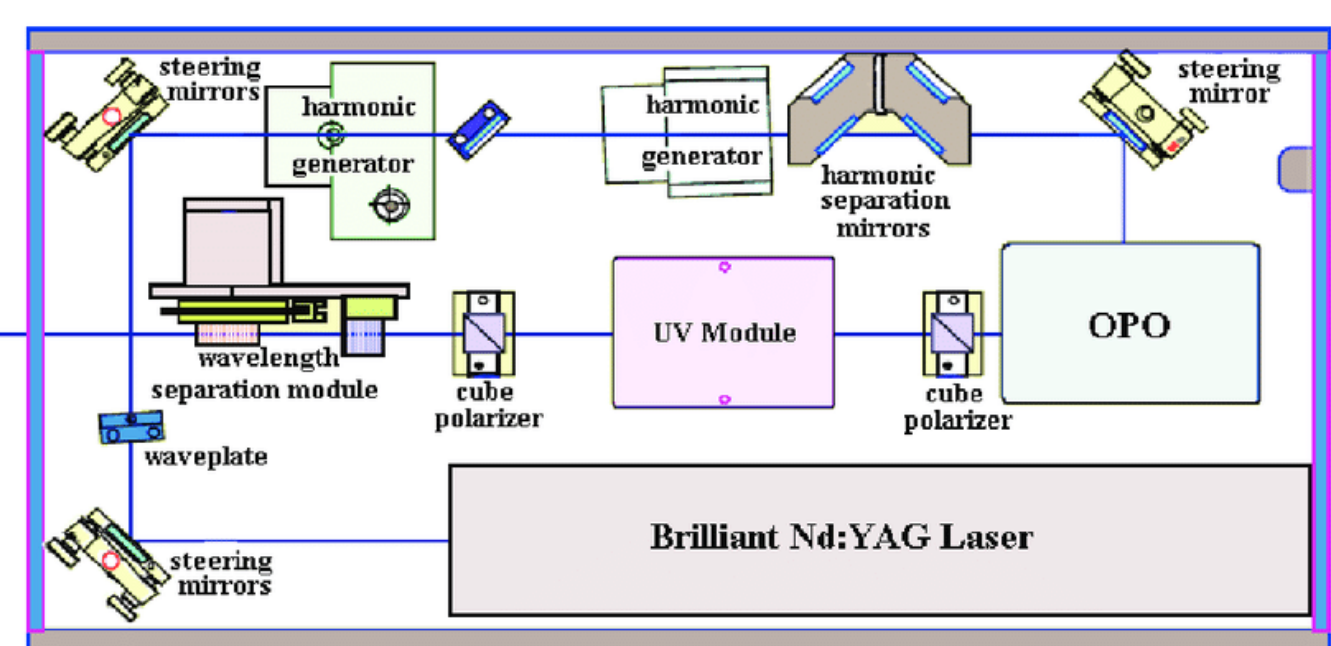 steering
mirrors
harmonic
generator
harmonic
generator
harmonic
separation
mirrors
steering
mirror
wavelength
separation module
cube
polarizer
UV Module
cube
polarizer
OPO
waveplate
steering
mirrors
Brilliant Nd:YAG Laser